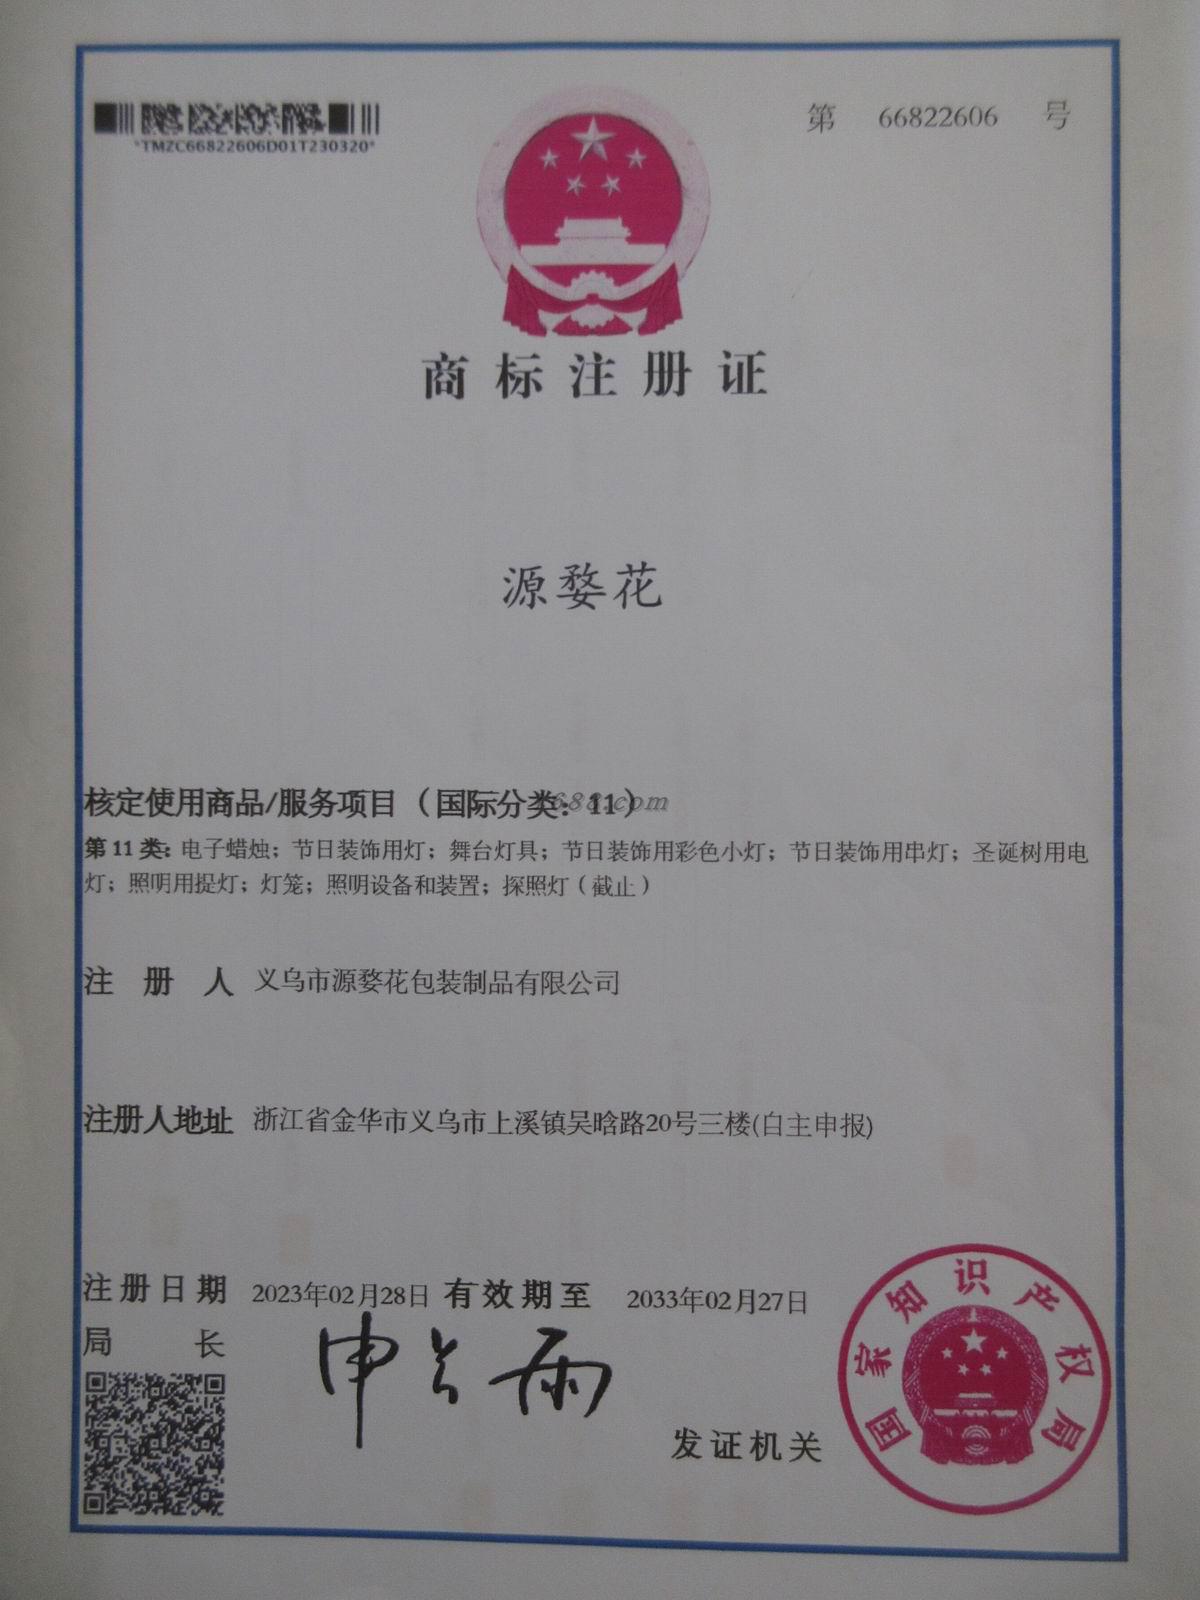 *TMZC66822606D01T230320*
第 66822606 号
商标注册证
源婺花
核定使用商品/服务项目（国际分类：11）
1688.com
第11类：电子蜡烛；节日装饰用灯；舞台灯具；节日装饰用彩色小灯；节日装饰用串灯；圣诞树用电
灯；照明用提灯；灯笼；照明设备和装置；探照灯（截止）
注册人 义乌市源婺花包装制品有限公司
注册人地址 浙江省金华市义乌市上溪镇吴晗路20号三楼(自主申报)
注册日期 2023年02月28日 有效期至 2033年02月27日
局长 申长雨
发证机关
国家知识产权局